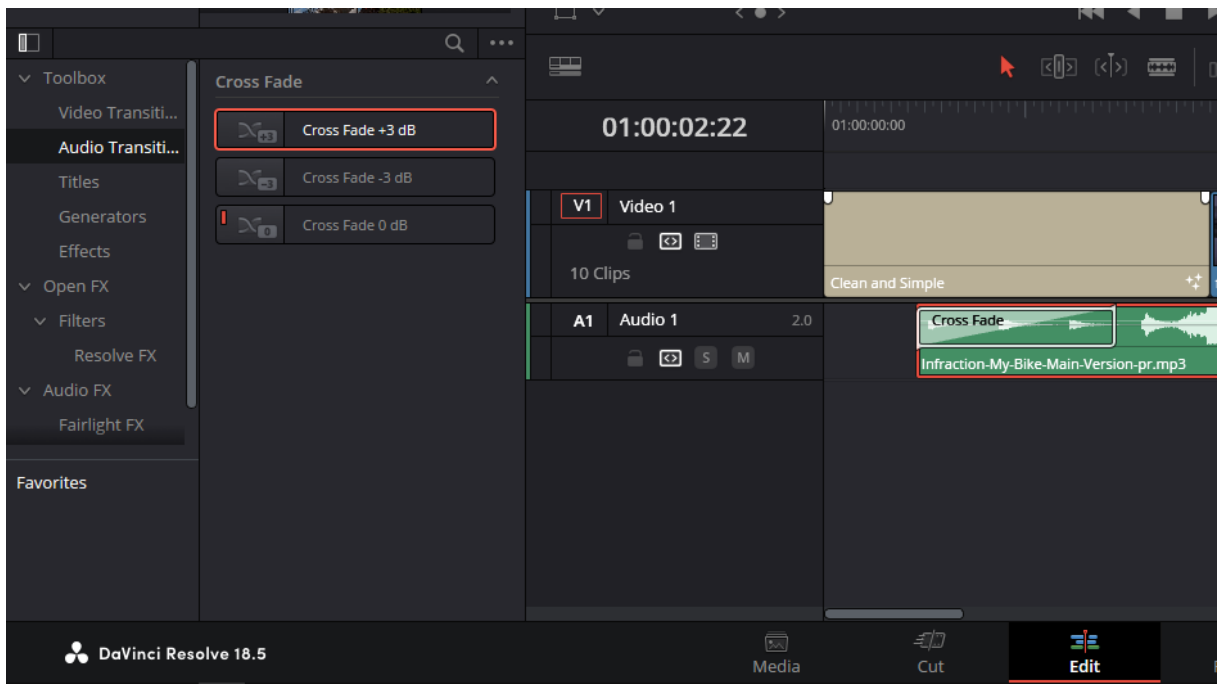 Toolbox
Video Transiti...
Audio Transiti...
Titles
Generators
Effects
Open FX
Filters
Resolve FX
Audio FX
Fairlight FX
Favorites
Cross Fade
+3 Cross Fade +3 dB
-3 Cross Fade -3 dB
0 Cross Fade 0 dB
01:00:02:22
01:00:00:00
V1 Video 1
10 Clips
Clean and Simple
A1 Audio 1 2.0
S M
Cross Fade
Infraction-My-Bike-Main-Version-pr.mp3
DaVinci Resolve 18.5
Media
Cut
Edit